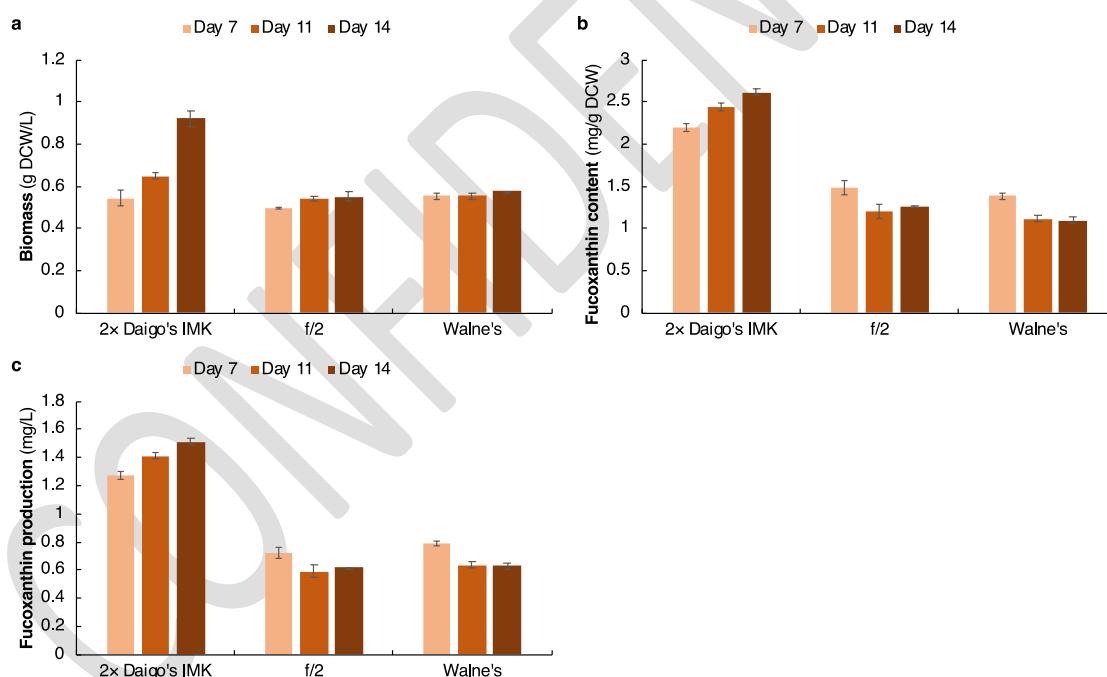 a
Day 7 Day 11 Day 14
Biomass (g DCW/L)
1.2
1
0.8
0.6
0.4
0.2
0
2× Daigo's IMK f/2 Walne's
b
Day 7 Day 11 Day 14
Fucoxanthin content (mg/g DCW)
3
2.5
2
1.5
1
0.5
0
2× Daigo's IMK f/2 Walne's
c
Day 7 Day 11 Day 14
Fucoxanthin production (mg/L)
1.8
1.6
1.4
1.2
1
0.8
0.6
0.4
0.2
0
2× Daigo's IMK f/2 Walne's
CONFIDEN